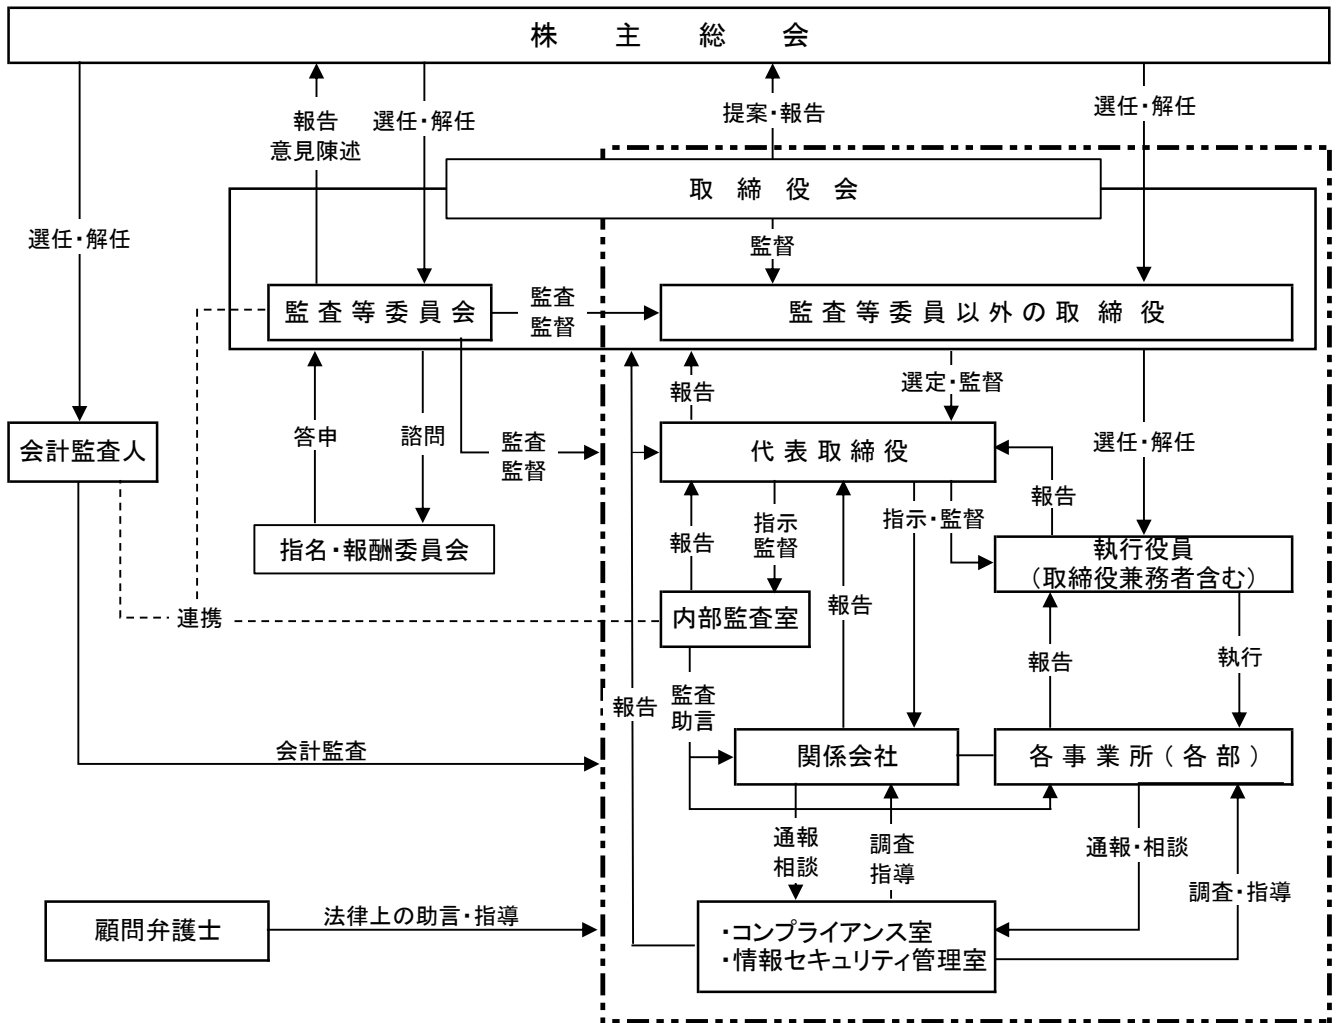 株主総会
報告
意見陳述
選任・解任
提案・報告
選任・解任
取締役会
選任・解任
監督
監査等委員会
監査
監督
監査等委員以外の取締役
報告
選定・監督
会計監査人
答申
諮問
監査
監督
代表取締役
選任・解任
報告
指名・報酬委員会
報告
指示
監督
指示・監督
執行役員
(取締役兼務者含む)
連携
内部監査室
報告
報告
執行
報告
監査
助言
会計監査
関係会社
各事業所(各部)
通報
相談
調査
指導
通報・相談
調査・指導
顧問弁護士
法律上の助言・指導
・コンプライアンス室
・情報セキュリティ管理室